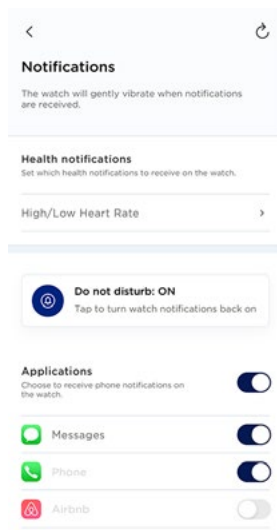 Notifications
The watch will gently vibrate when notifications
are received.
Health notifications
Set which health notifications to receive on the watch.
High/Low Heart Rate
Do not disturb: ON
Tap to turn watch notifications back on
Applications
Choose to receive phone notifications on
the watch.
Messages
Phone
Airbnb